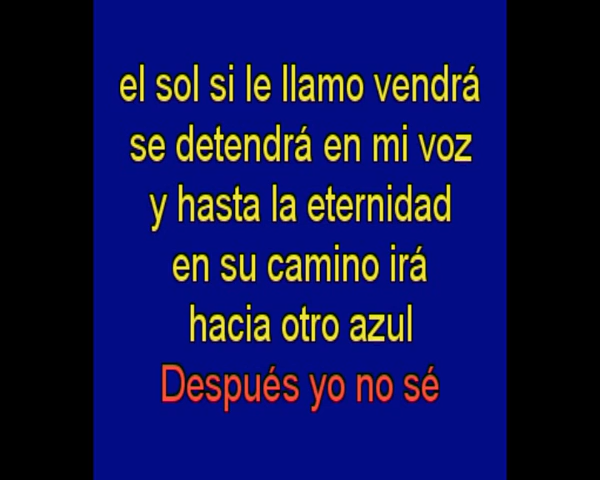 el sol si le llamo vendrá
se detendrá en mi voz
y hasta la eternidad
en su camino irá
hacia otro azul
Después yo no sé